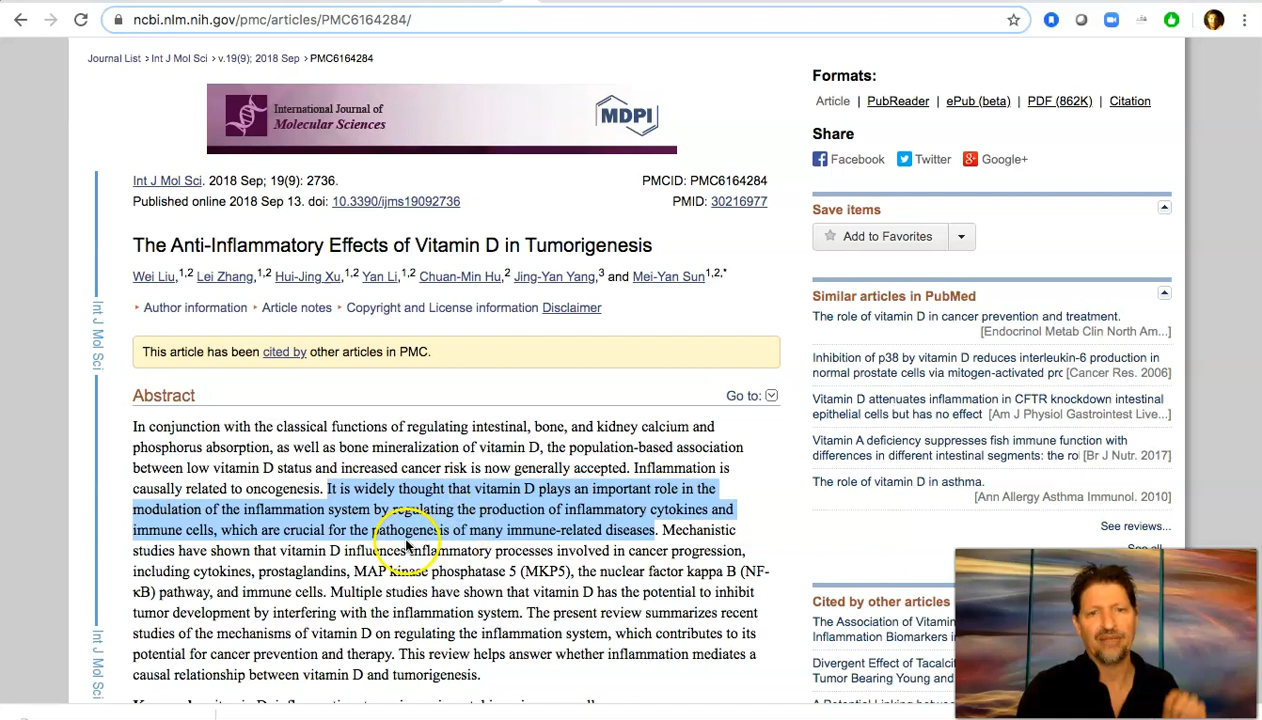 ncbi.nlm.nih.gov/pmc/articles/PMC6164284/
Journal List > Int J Mol Sci > v.19(9); 2018 Sep > PMC6164284
International Journal of
Molecular Sciences
MDPI
Int J Mol Sci. 2018 Sep; 19(9): 2736.
PMCID: PMC6164284
Published online 2018 Sep 13. doi: 10.3390/ijms19092736
PMID: 30216977
The Anti-Inflammatory Effects of Vitamin D in Tumorigenesis
Wei Liu,1,2 Lei Zhang,1,2 Hui-Jing Xu,1,2 Yan Li,1,2 Chuan-Min Hu,2 Jing-Yan Yang,3 and Mei-Yan Sun1,2,*
Author information Article notes Copyright and License information Disclaimer
This article has been cited by other articles in PMC.
Abstract
Go to:
In conjunction with the classical functions of regulating intestinal, bone, and kidney calcium and
phosphorus absorption, as well as bone mineralization of vitamin D, the population-based association
between low vitamin D status and increased cancer risk is now generally accepted. Inflammation is
causally related to oncogenesis. It is widely thought that vitamin D plays an important role in the
modulation of the inflammation system by regulating the production of inflammatory cytokines and
immune cells, which are crucial for the pathogenesis of many immune-related diseases. Mechanistic
studies have shown that vitamin D influences inflammatory processes involved in cancer progression,
including cytokines, prostaglandins, MAP kinase phosphatase 5 (MKP5), the nuclear factor kappa B (NF-
κB) pathway, and immune cells. Multiple studies have shown that vitamin D has the potential to inhibit
tumor development by interfering with the inflammation system. The present review summarizes recent
studies of the mechanisms of vitamin D on regulating the inflammation system, which contributes to its
potential for cancer prevention and therapy. This review helps answer whether inflammation mediates a
causal relationship between vitamin D and tumorigenesis.
Int J Mol Sci
Int J Mol Sci
Formats:
Article | PubReader | ePub (beta) | PDF (862K) | Citation
Share
Facebook Twitter Google+
Save items
Add to Favorites
Similar articles in PubMed
The role of vitamin D in cancer prevention and treatment.
[Endocrinol Metab Clin North Am...]
Inhibition of p38 by vitamin D reduces interleukin-6 production in
normal prostate cells via mitogen-activated prc [Cancer Res. 2006]
Vitamin D attenuates inflammation in CFTR knockdown intestinal
epithelial cells but has no effect [Am J Physiol Gastrointest Live...]
Vitamin A deficiency suppresses fish immune function with
differences in different intestinal segments: the ro [Br J Nutr. 2017]
The role of vitamin D in asthma.
[Ann Allergy Asthma Immunol. 2010]
See reviews...
Cited by other articles
The Association of Vitamin
Inflammation Biomarkers i
Divergent Effect of Tacalcit
Tumor Bearing Young and